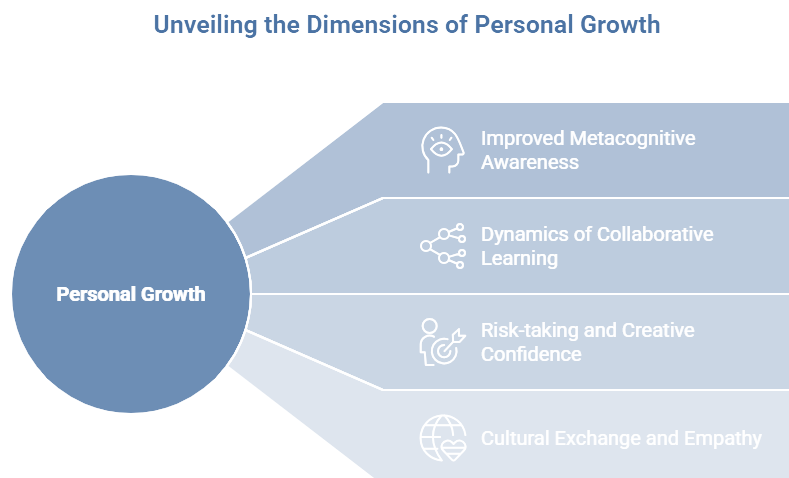 Unveiling the Dimensions of Personal Growth
Personal Growth
Improved Metacognitive
Awareness
Dynamics of Collaborative
Learning
Risk-taking and Creative
Confidence
Cultural Exchange and Empathy